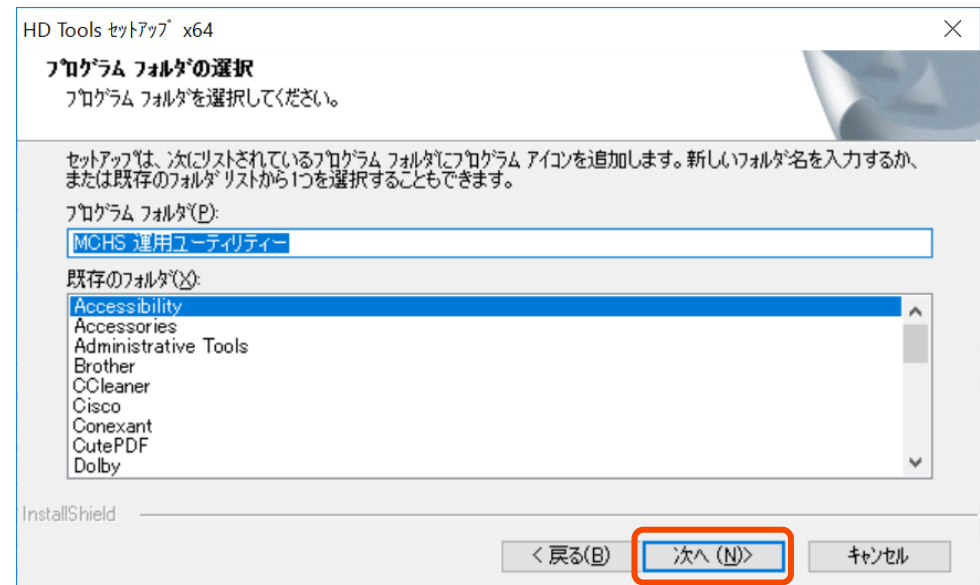 HD Tools ｾｯﾄｱｯﾌﾟ x64
ﾌﾟﾛｸﾞﾗﾑ ﾌｫﾙﾀﾞの選択
ﾌﾟﾛｸﾞﾗﾑ ﾌｫﾙﾀﾞを選択してください。
ｾｯﾄｱｯﾌﾟは、次にﾘｽﾄされているﾌﾟﾛｸﾞﾗﾑ ﾌｫﾙﾀﾞにﾌﾟﾛｸﾞﾗﾑ ｱｲｺﾝを追加します。新しいﾌｫﾙﾀﾞ名を入力するか、
または既存のﾌｫﾙﾀﾞ ﾘｽﾄから1つを選択することもできます。
ﾌﾟﾛｸﾞﾗﾑ ﾌｫﾙﾀﾞ(P):
MCHS 運用ユーティリティー
既存のﾌｫﾙﾀﾞ(X):
Accessibility
Accessories
Administrative Tools
Brother
CCleaner
Cisco
Conexant
CutePDF
Dolby
InstallShield
< 戻る(B) 次へ (N)> ｷｬﾝｾﾙ